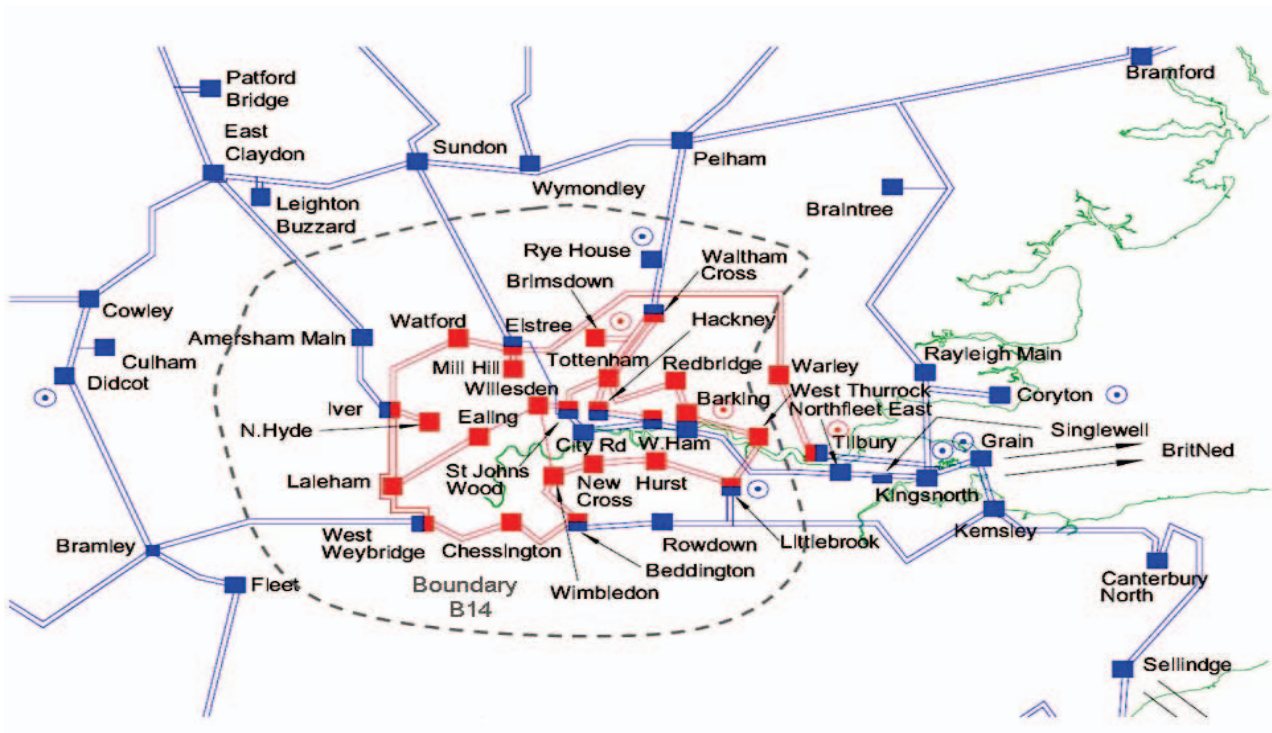 Patford
Bridge
Bramford
East
Claydon
Sundon
Pelham
Wymondley
Leighton
Buzzard
Braintree
Rye House
Waltham
Cross
Brimsdown
Cowley
Hackney
Watford
Elstree
Amersham Main
Culham
Tottenham
Redbridge
Rayleigh Main
Mill Hill
Warley
Didcot
Willesden
West Thurrock
Coryton
Barking
Northfleet East
Iver
Ealing
N.Hyde
Singlewell
City Rd
W.Ham
Tilbury
Grain
BritNed
St Johns
Wood
Laleham
New
Cross
Hurst
Kingsnorth
West
Weybridge
Chessington
Rowdown
Littlebrook
Kemsley
Bramley
Beddington
Canterbury
North
Fleet
Boundary
B14
Wimbledon
Sellindge